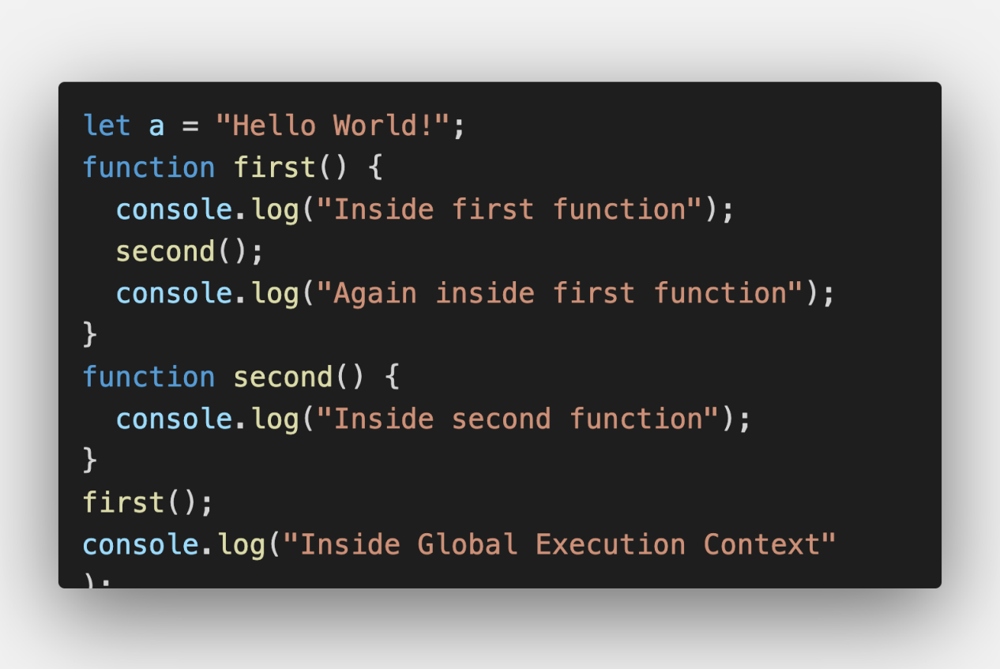 let a = "Hello World!";
function first() {
  console.log("Inside first function");
  second();
  console.log("Again inside first function");
}
function second() {
  console.log("Inside second function");
}
first();
console.log("Inside Global Execution Context"
);